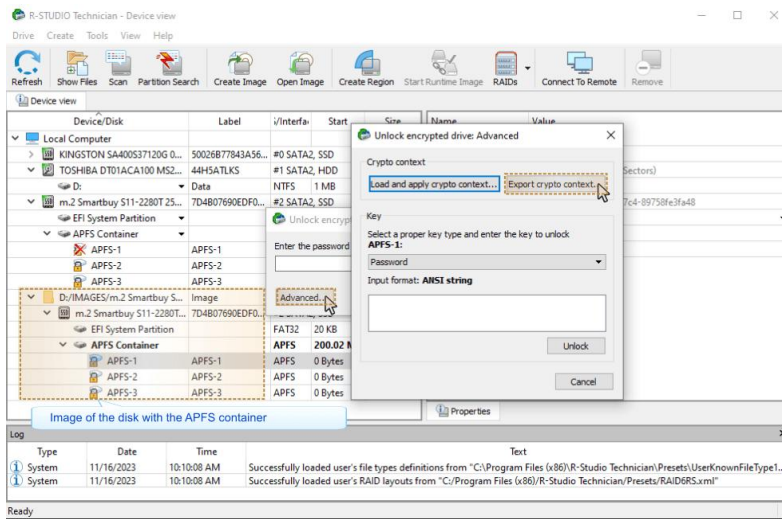 R-STUDIO Technician - Device view
Drive Create Tools View Help
Refresh Show Files Scan Partition Search Create Image Open Image Create Region Start Runtime Image RAIDs Connect To Remote Remove
Device view
Device/Disk Label Start Size Name Value
Local Computer
KINGSTON SA400S37120G 0... 50026B77843A56... #0 SATA2, SSD
TOSHIBA DT01ACA100 MS2... 44H5ATLKS #1 SATA2, HDD
D: Data NTFS 1 MB
m.2 Smartbuy S11-2280T 25... 7D4B07690EDF0... #2 SATA2, SSD
EFI System Partition
APFS Container
APFS-1 APFS-1
APFS-2 APFS-2
APFS-3 APFS-3
D:/IMAGES/m.2 Smartbuy S... Image
m.2 Smartbuy S11-2280T... 7D4B07690EDF0...
EFI System Partition FAT32 20 KB
APFS Container APFS 200.02
APFS-1 APFS-1 APFS 0 Bytes
APFS-2 APFS-2 APFS 0 Bytes
APFS-3 APFS-3 APFS 0 Bytes
Image of the disk with the APFS container
Unlock
Enter the password
Advanced...
Unlock encrypted drive: Advanced
Crypto context
Load and apply crypto context... Export crypto context...
Key
Select a proper key type and enter the key to unlock
APFS-1:
Password
Input format: ANSI string
Unlock
Cancel
Sectors)
7c4-89758fe3fa48
Properties
Log
Type Date Time Text
System 11/16/2023 10:10:08 AM Successfully loaded user's file types definitions from "C:\Program Files (x86)\R-Studio Technician\Presets\UserKnownFileType1...
System 11/16/2023 10:10:08 AM Successfully loaded user's RAID layouts from "C:/Program Files (x86)/R-Studio Technician/Presets/RAID6RS.xml"
Ready